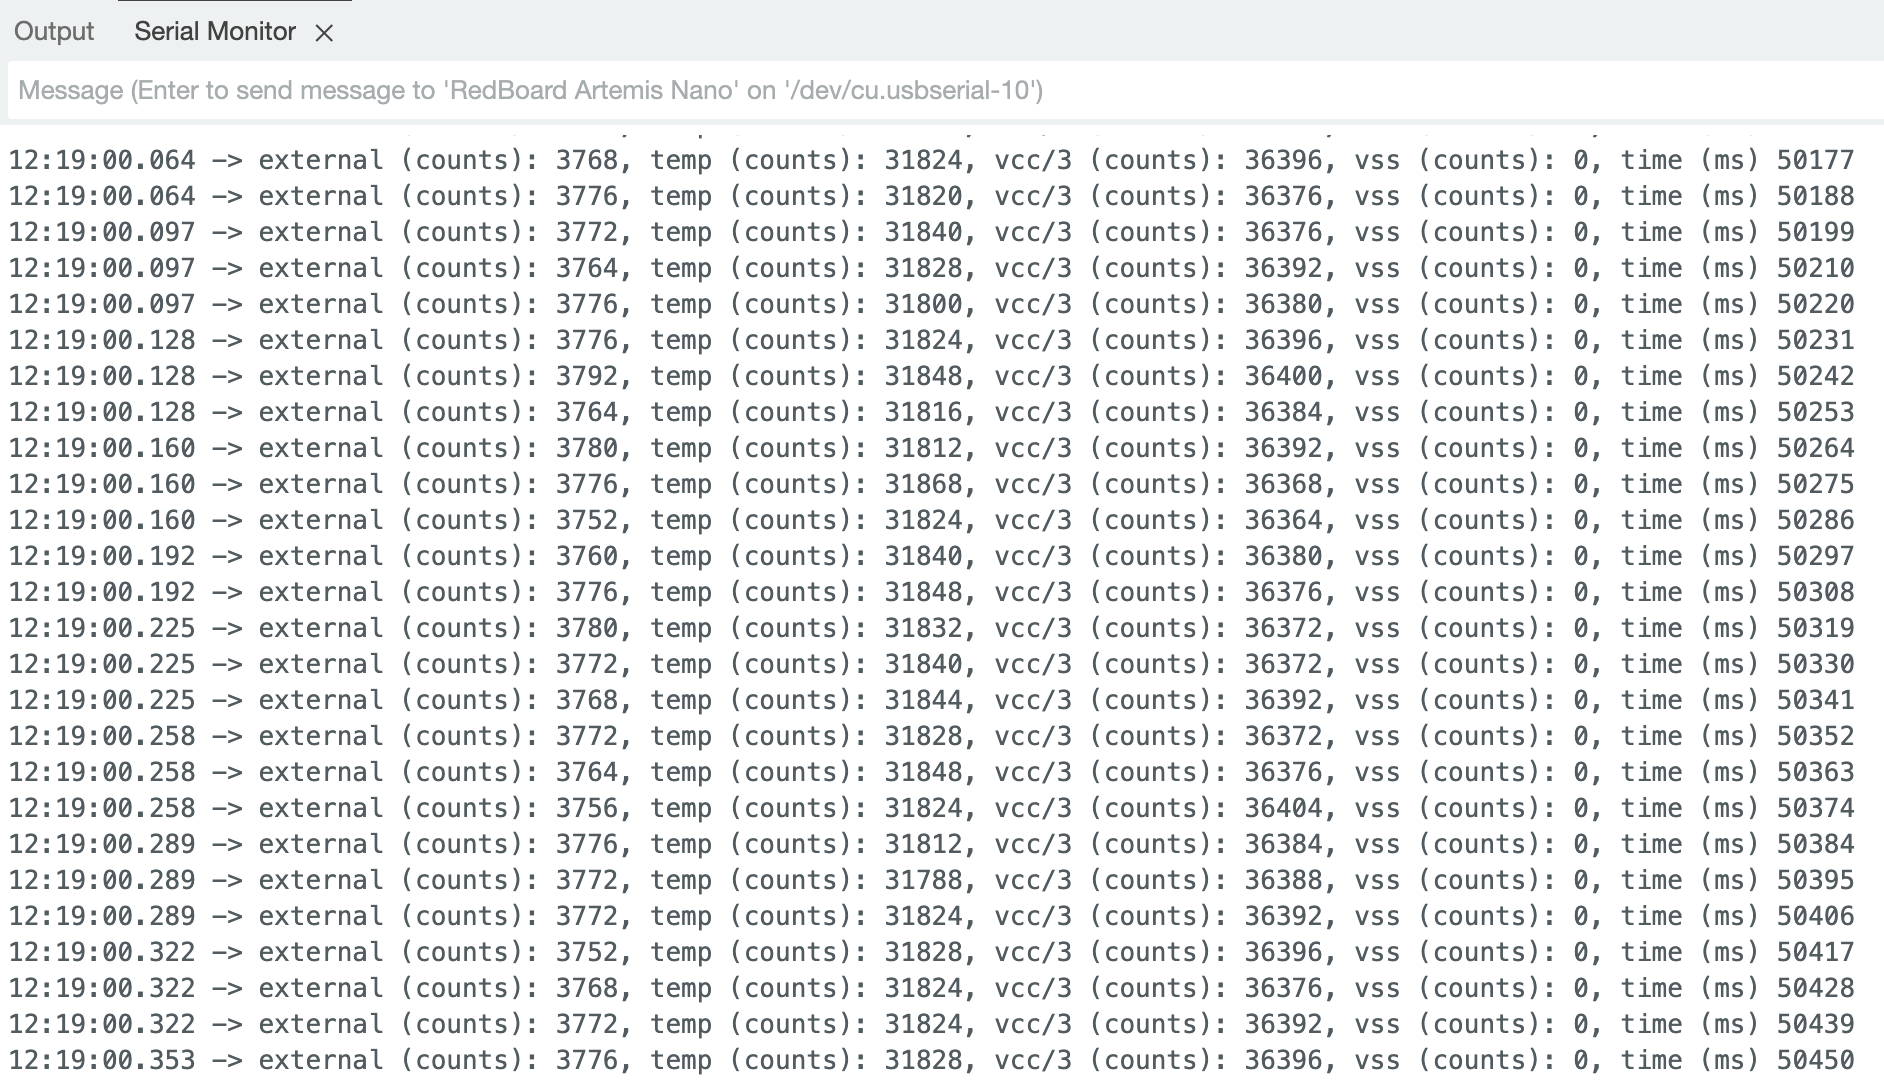 Output Serial Monitor ×
Message (Enter to send message to 'RedBoard Artemis Nano' on '/dev/cu.usbserial-10')
12:19:00.064 -> external (counts): 3768, temp (counts): 31824, vcc/3 (counts): 36396, vss (counts): 0, time (ms) 50177
12:19:00.064 -> external (counts): 3776, temp (counts): 31820, vcc/3 (counts): 36376, vss (counts): 0, time (ms) 50188
12:19:00.097 -> external (counts): 3772, temp (counts): 31840, vcc/3 (counts): 36376, vss (counts): 0, time (ms) 50199
12:19:00.097 -> external (counts): 3764, temp (counts): 31828, vcc/3 (counts): 36392, vss (counts): 0, time (ms) 50210
12:19:00.097 -> external (counts): 3776, temp (counts): 31800, vcc/3 (counts): 36380, vss (counts): 0, time (ms) 50220
12:19:00.128 -> external (counts): 3776, temp (counts): 31824, vcc/3 (counts): 36396, vss (counts): 0, time (ms) 50231
12:19:00.128 -> external (counts): 3792, temp (counts): 31848, vcc/3 (counts): 36400, vss (counts): 0, time (ms) 50242
12:19:00.128 -> external (counts): 3764, temp (counts): 31816, vcc/3 (counts): 36384, vss (counts): 0, time (ms) 50253
12:19:00.160 -> external (counts): 3780, temp (counts): 31812, vcc/3 (counts): 36392, vss (counts): 0, time (ms) 50264
12:19:00.160 -> external (counts): 3776, temp (counts): 31868, vcc/3 (counts): 36368, vss (counts): 0, time (ms) 50275
12:19:00.160 -> external (counts): 3752, temp (counts): 31824, vcc/3 (counts): 36364, vss (counts): 0, time (ms) 50286
12:19:00.192 -> external (counts): 3760, temp (counts): 31840, vcc/3 (counts): 36380, vss (counts): 0, time (ms) 50297
12:19:00.192 -> external (counts): 3776, temp (counts): 31848, vcc/3 (counts): 36376, vss (counts): 0, time (ms) 50308
12:19:00.225 -> external (counts): 3780, temp (counts): 31832, vcc/3 (counts): 36372, vss (counts): 0, time (ms) 50319
12:19:00.225 -> external (counts): 3772, temp (counts): 31840, vcc/3 (counts): 36372, vss (counts): 0, time (ms) 50330
12:19:00.225 -> external (counts): 3768, temp (counts): 31844, vcc/3 (counts): 36392, vss (counts): 0, time (ms) 50341
12:19:00.258 -> external (counts): 3772, temp (counts): 31828, vcc/3 (counts): 36372, vss (counts): 0, time (ms) 50352
12:19:00.258 -> external (counts): 3764, temp (counts): 31848, vcc/3 (counts): 36376, vss (counts): 0, time (ms) 50363
12:19:00.258 -> external (counts): 3756, temp (counts): 31824, vcc/3 (counts): 36404, vss (counts): 0, time (ms) 50374
12:19:00.289 -> external (counts): 3776, temp (counts): 31812, vcc/3 (counts): 36384, vss (counts): 0, time (ms) 50384
12:19:00.289 -> external (counts): 3772, temp (counts): 31788, vcc/3 (counts): 36388, vss (counts): 0, time (ms) 50395
12:19:00.289 -> external (counts): 3772, temp (counts): 31824, vcc/3 (counts): 36392, vss (counts): 0, time (ms) 50406
12:19:00.322 -> external (counts): 3752, temp (counts): 31828, vcc/3 (counts): 36396, vss (counts): 0, time (ms) 50417
12:19:00.322 -> external (counts): 3768, temp (counts): 31824, vcc/3 (counts): 36376, vss (counts): 0, time (ms) 50428
12:19:00.322 -> external (counts): 3772, temp (counts): 31824, vcc/3 (counts): 36392, vss (counts): 0, time (ms) 50439
12:19:00.353 -> external (counts): 3776, temp (counts): 31828, vcc/3 (counts): 36396, vss (counts): 0, time (ms) 50450